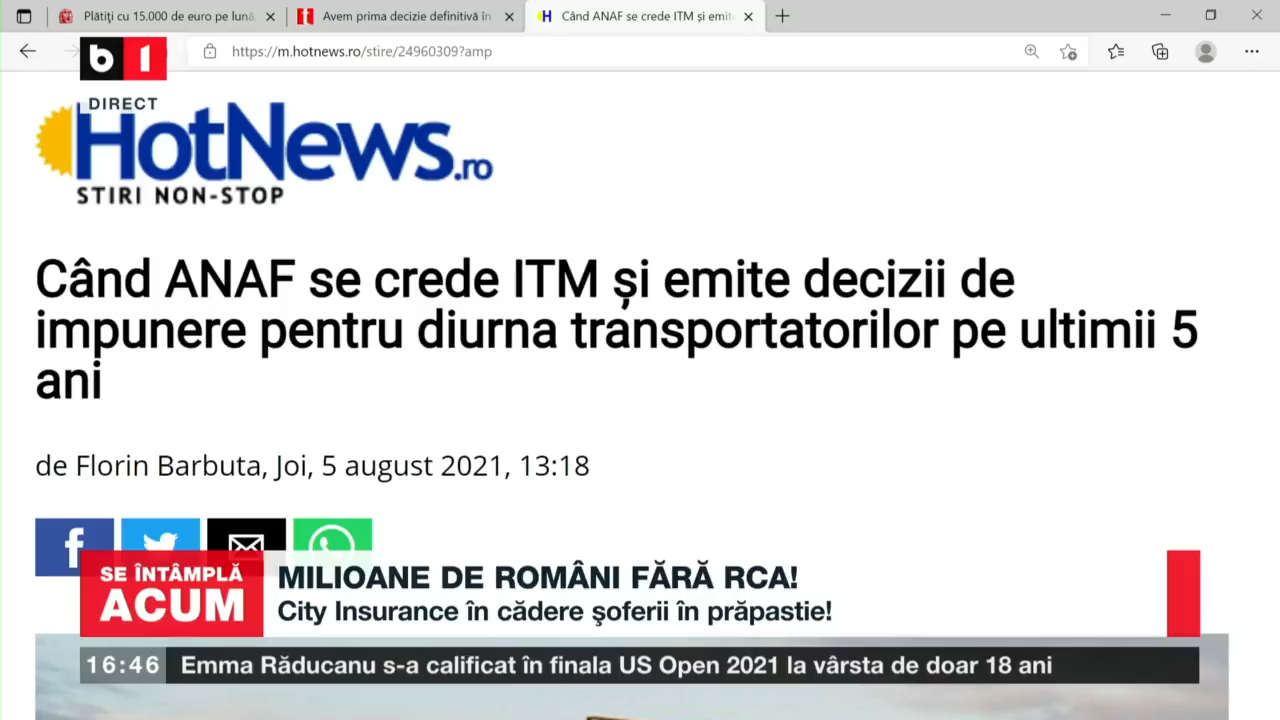 Plătiți cu 15.000 de euro pe lună
Avem prima decizie definitivă în
Când ANAF se crede ITM și emite
https://m.hotnews.ro/stire/24960309?amp
b1
DIRECT
HotNews.ro
STIRI NON-STOP
Când ANAF se crede ITM și emite decizii de
impunere pentru diurna transportatorilor pe ultimii 5
ani
de Florin Barbuta, Joi, 5 august 2021, 13:18
SE ÎNTÂMPLĂ
ACUM
MILIOANE DE ROMÂNI FĂRĂ RCA!
City Insurance în cădere şoferii în prăpastie!
16:46 Emma Răducanu s-a calificat în finala US Open 2021 la vârsta de doar 18 ani